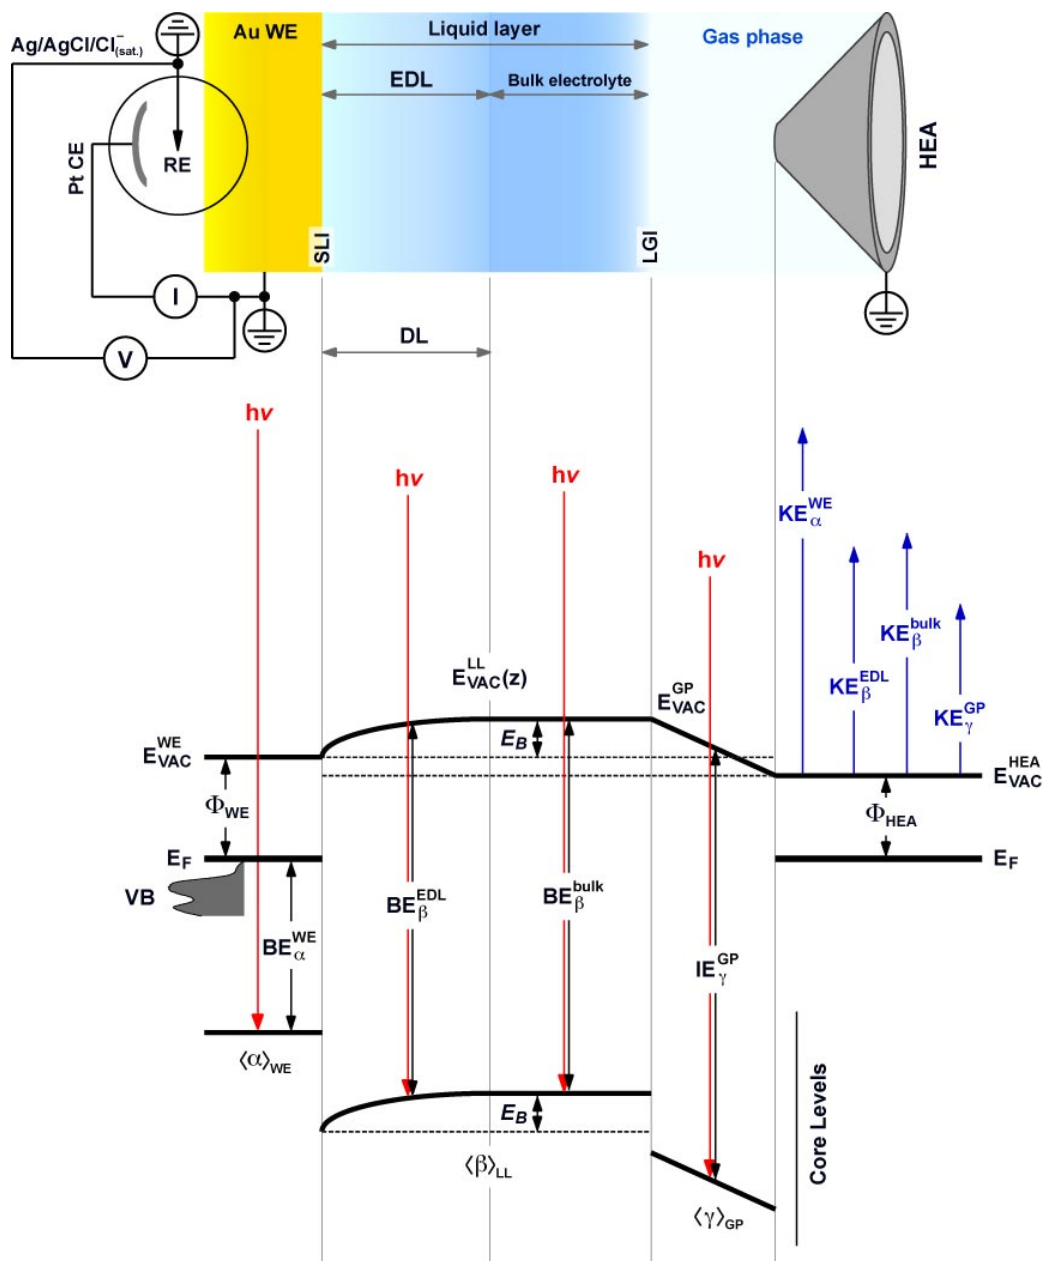 Ag/AgCl/Cl⁻(sat.)
Au WE
Liquid layer
Gas phase
EDL
Bulk electrolyte
Pt CE
RE
HEA
SLI
LGI
I
V
DL
hν
hν
hν
hν
KE_α^WE
KE_β^EDL
KE_β^bulk
KE_γ^GP
E_VAC^LL(z)
E_VAC^GP
E_VAC^WE
E_B
E_VAC^HEA
Φ_WE
Φ_HEA
E_F
E_F
VB
BE_α^WE
BE_β^EDL
BE_β^bulk
IE_γ^GP
⟨α⟩_WE
E_B
⟨β⟩_LL
⟨γ⟩_GP
Core Levels